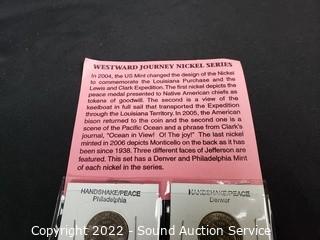 WESTWARD JOURNEY NICKEL SERIES
In 2004, the US Mint changed the design of the Nickel
to commemorate the Louisiana Purchase and the
Lewis and Clark Expedition. The first nickel depicts the
peace medal presented to Native American chiefs as
tokens of goodwill. The second is a view of the
keelboat in full sail that transported the Expedition
through the Louisiana Territory. In 2005, the American
bison returned to the coin and the second one is a
scene of the Pacific Ocean and a phrase from Clark's
journal, "Ocean in View! Of The joy!" The last nickel
minted in 2006 depicts Monticello on the back as it has
been since 1938. Three different faces of Jefferson are
featured. This set has a Denver and Philadelphia Mint
of each nickel in the series.
HANDSHAKE/PEACE
Philadelphia
HANDSHAKE/PEACE
Denver
Copyright 2022 - AuctionOhio.com